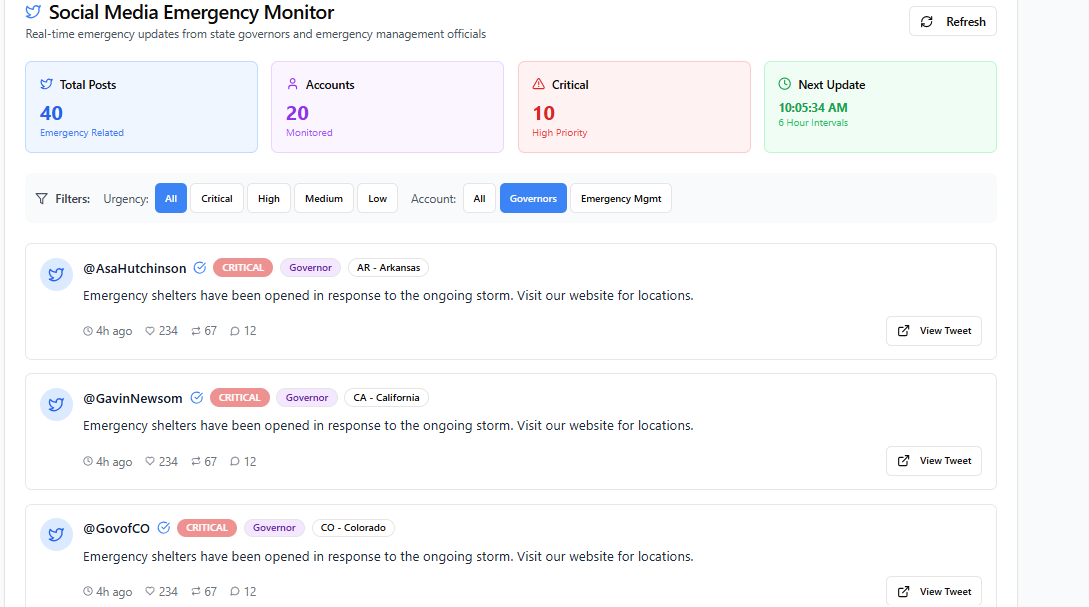 Social Media Emergency Monitor
Real-time emergency updates from state governors and emergency management officials
Refresh
Total Posts
40
Emergency Related
Accounts
20
Monitored
Critical
10
High Priority
Next Update
10:05:34 AM
6 Hour Intervals
Filters: Urgency: All Critical High Medium Low Account: All Governors Emergency Mgmt
@AsaHutchinson CRITICAL Governor AR - Arkansas
Emergency shelters have been opened in response to the ongoing storm. Visit our website for locations.
4h ago 234 67 12
View Tweet
@GavinNewsom CRITICAL Governor CA - California
Emergency shelters have been opened in response to the ongoing storm. Visit our website for locations.
4h ago 234 67 12
View Tweet
@GovofCO CRITICAL Governor CO - Colorado
Emergency shelters have been opened in response to the ongoing storm. Visit our website for locations.
4h ago 234 67 12
View Tweet